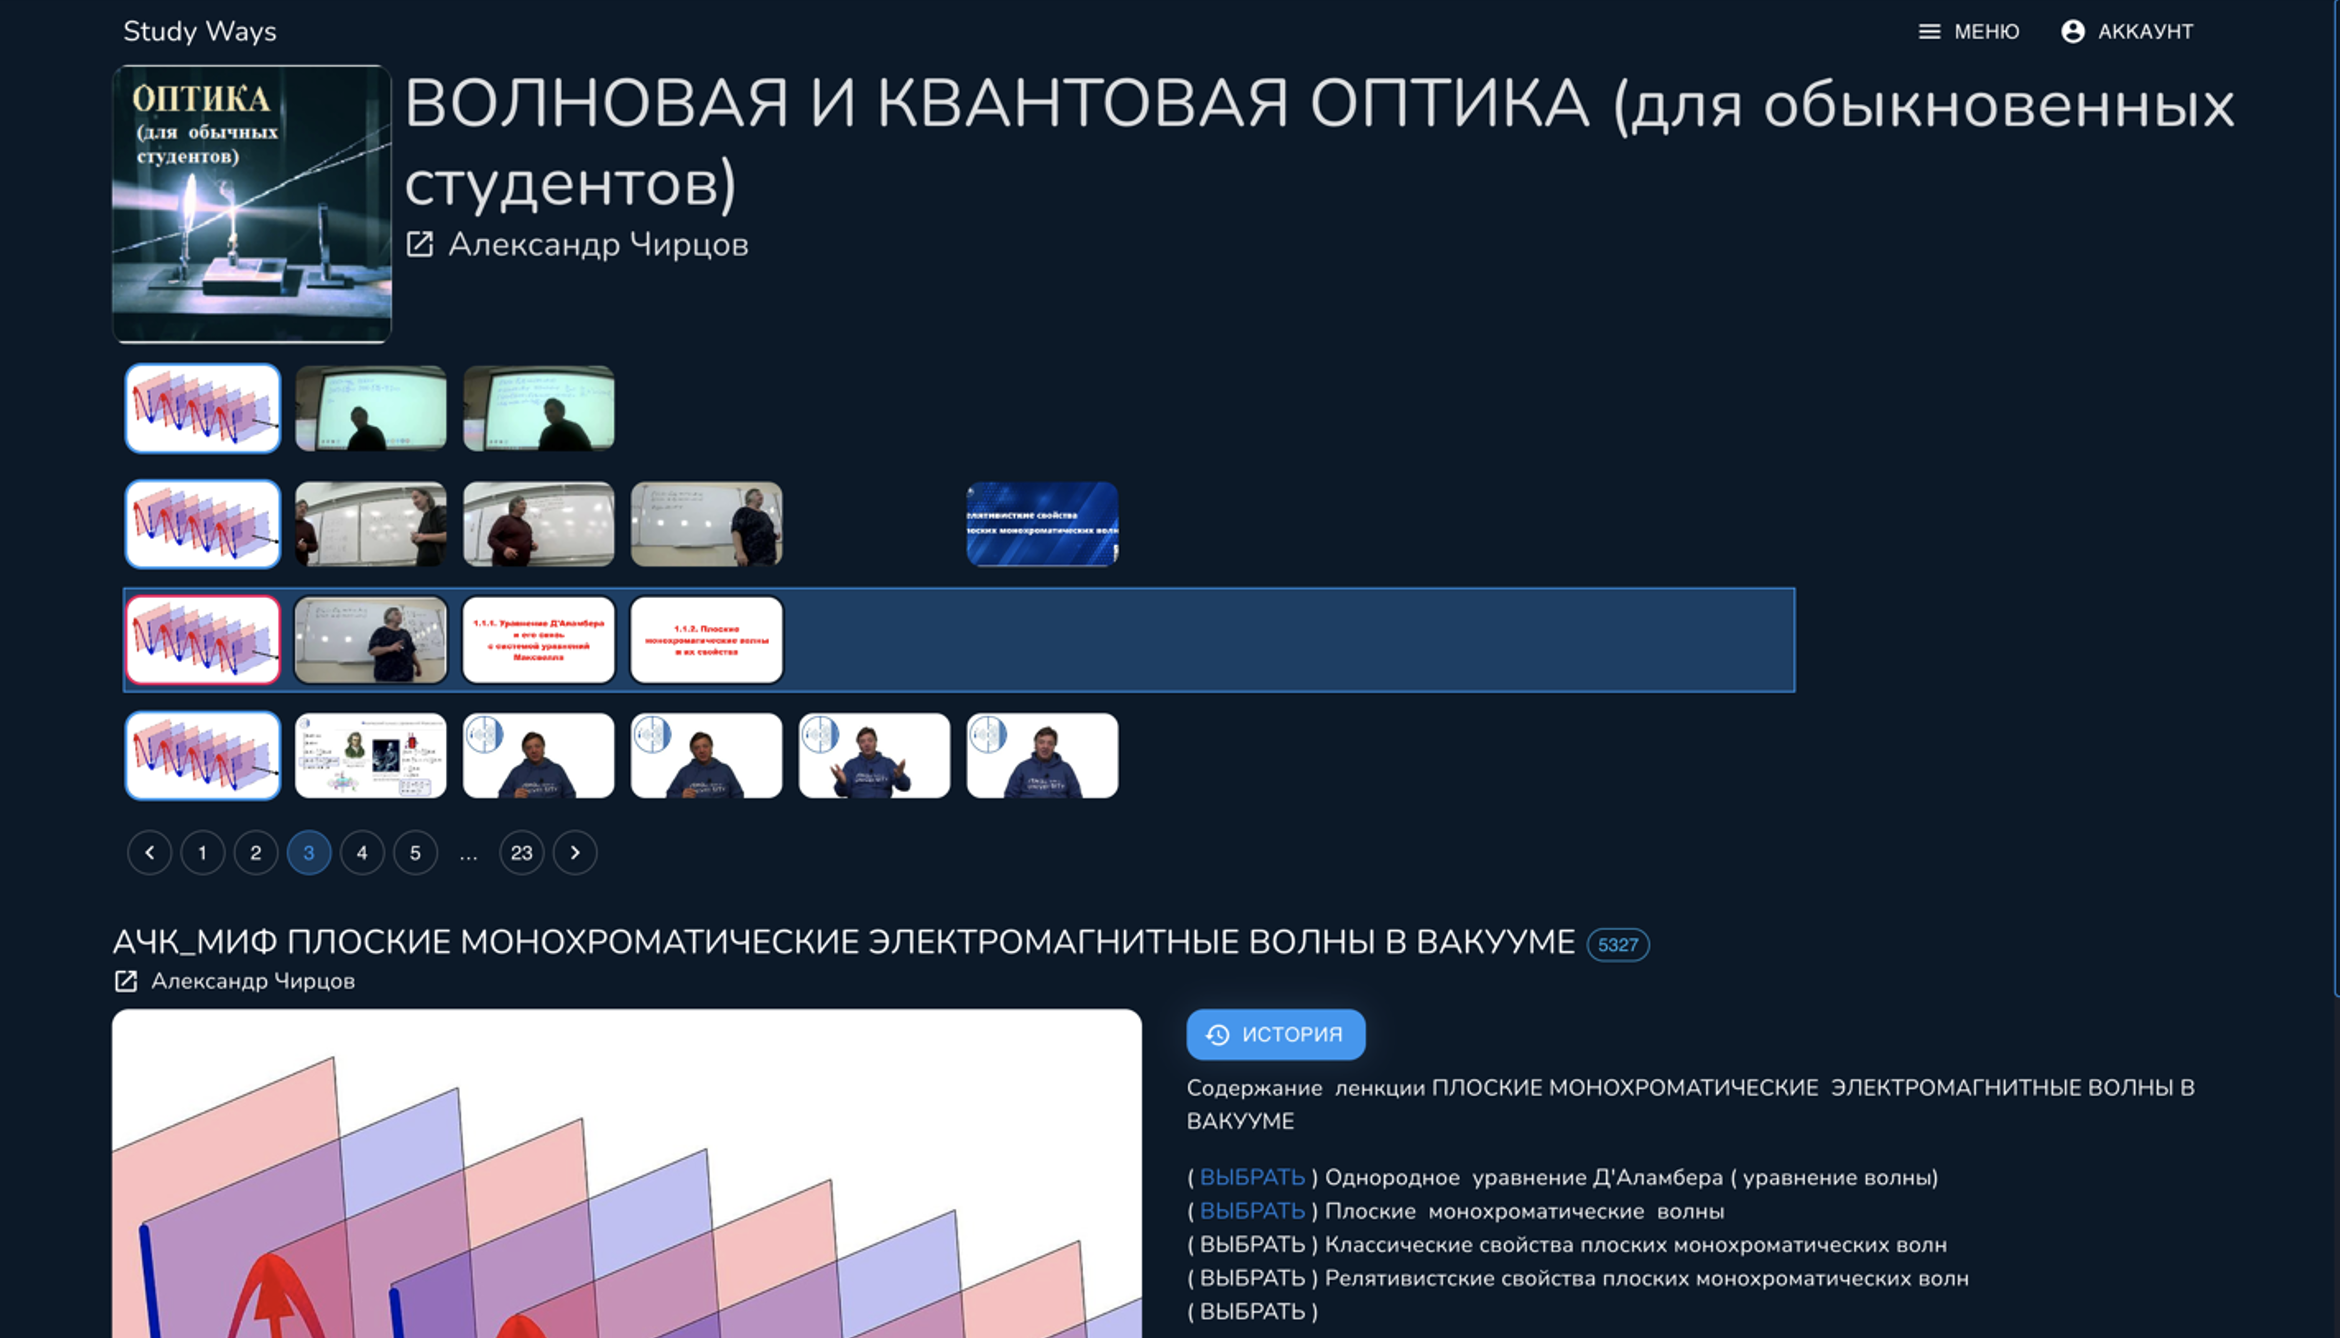 Study Ways
МЕНЮ
АККАУНТ
ОПТИКА
(для обычных
студентов)
ВОЛНОВАЯ И КВАНТОВАЯ ОПТИКА (для обыкновенных
студентов)
Александр Чирцов
елятивисткие свойства
лоских монохроматических волн
1.1.1. Уравнение Д'Аламбера
и его связь
с системой уравнений
Максвелла
1.1.2. Плоские
монохромагические волны
и их свойства
1
2
3
4
5
...
23
АЧК_МИФ ПЛОСКИЕ МОНОХРОМАТИЧЕСКИЕ ЭЛЕКТРОМАГНИТНЫЕ ВОЛНЫ В ВАКУУМЕ 5327
Александр Чирцов
ИСТОРИЯ
Содержание ленкции ПЛОСКИЕ МОНОХРОМАТИЧЕСКИЕ ЭЛЕКТРОМАГНИТНЫЕ ВОЛНЫ В
ВАКУУМЕ
( ВЫБРАТЬ ) Однородное уравнение Д'Аламбера ( уравнение волны)
( ВЫБРАТЬ ) Плоские монохроматические волны
( ВЫБРАТЬ ) Классические свойства плоских монохроматических волн
( ВЫБРАТЬ ) Релятивистские свойства плоских монохроматических волн
( ВЫБРАТЬ )